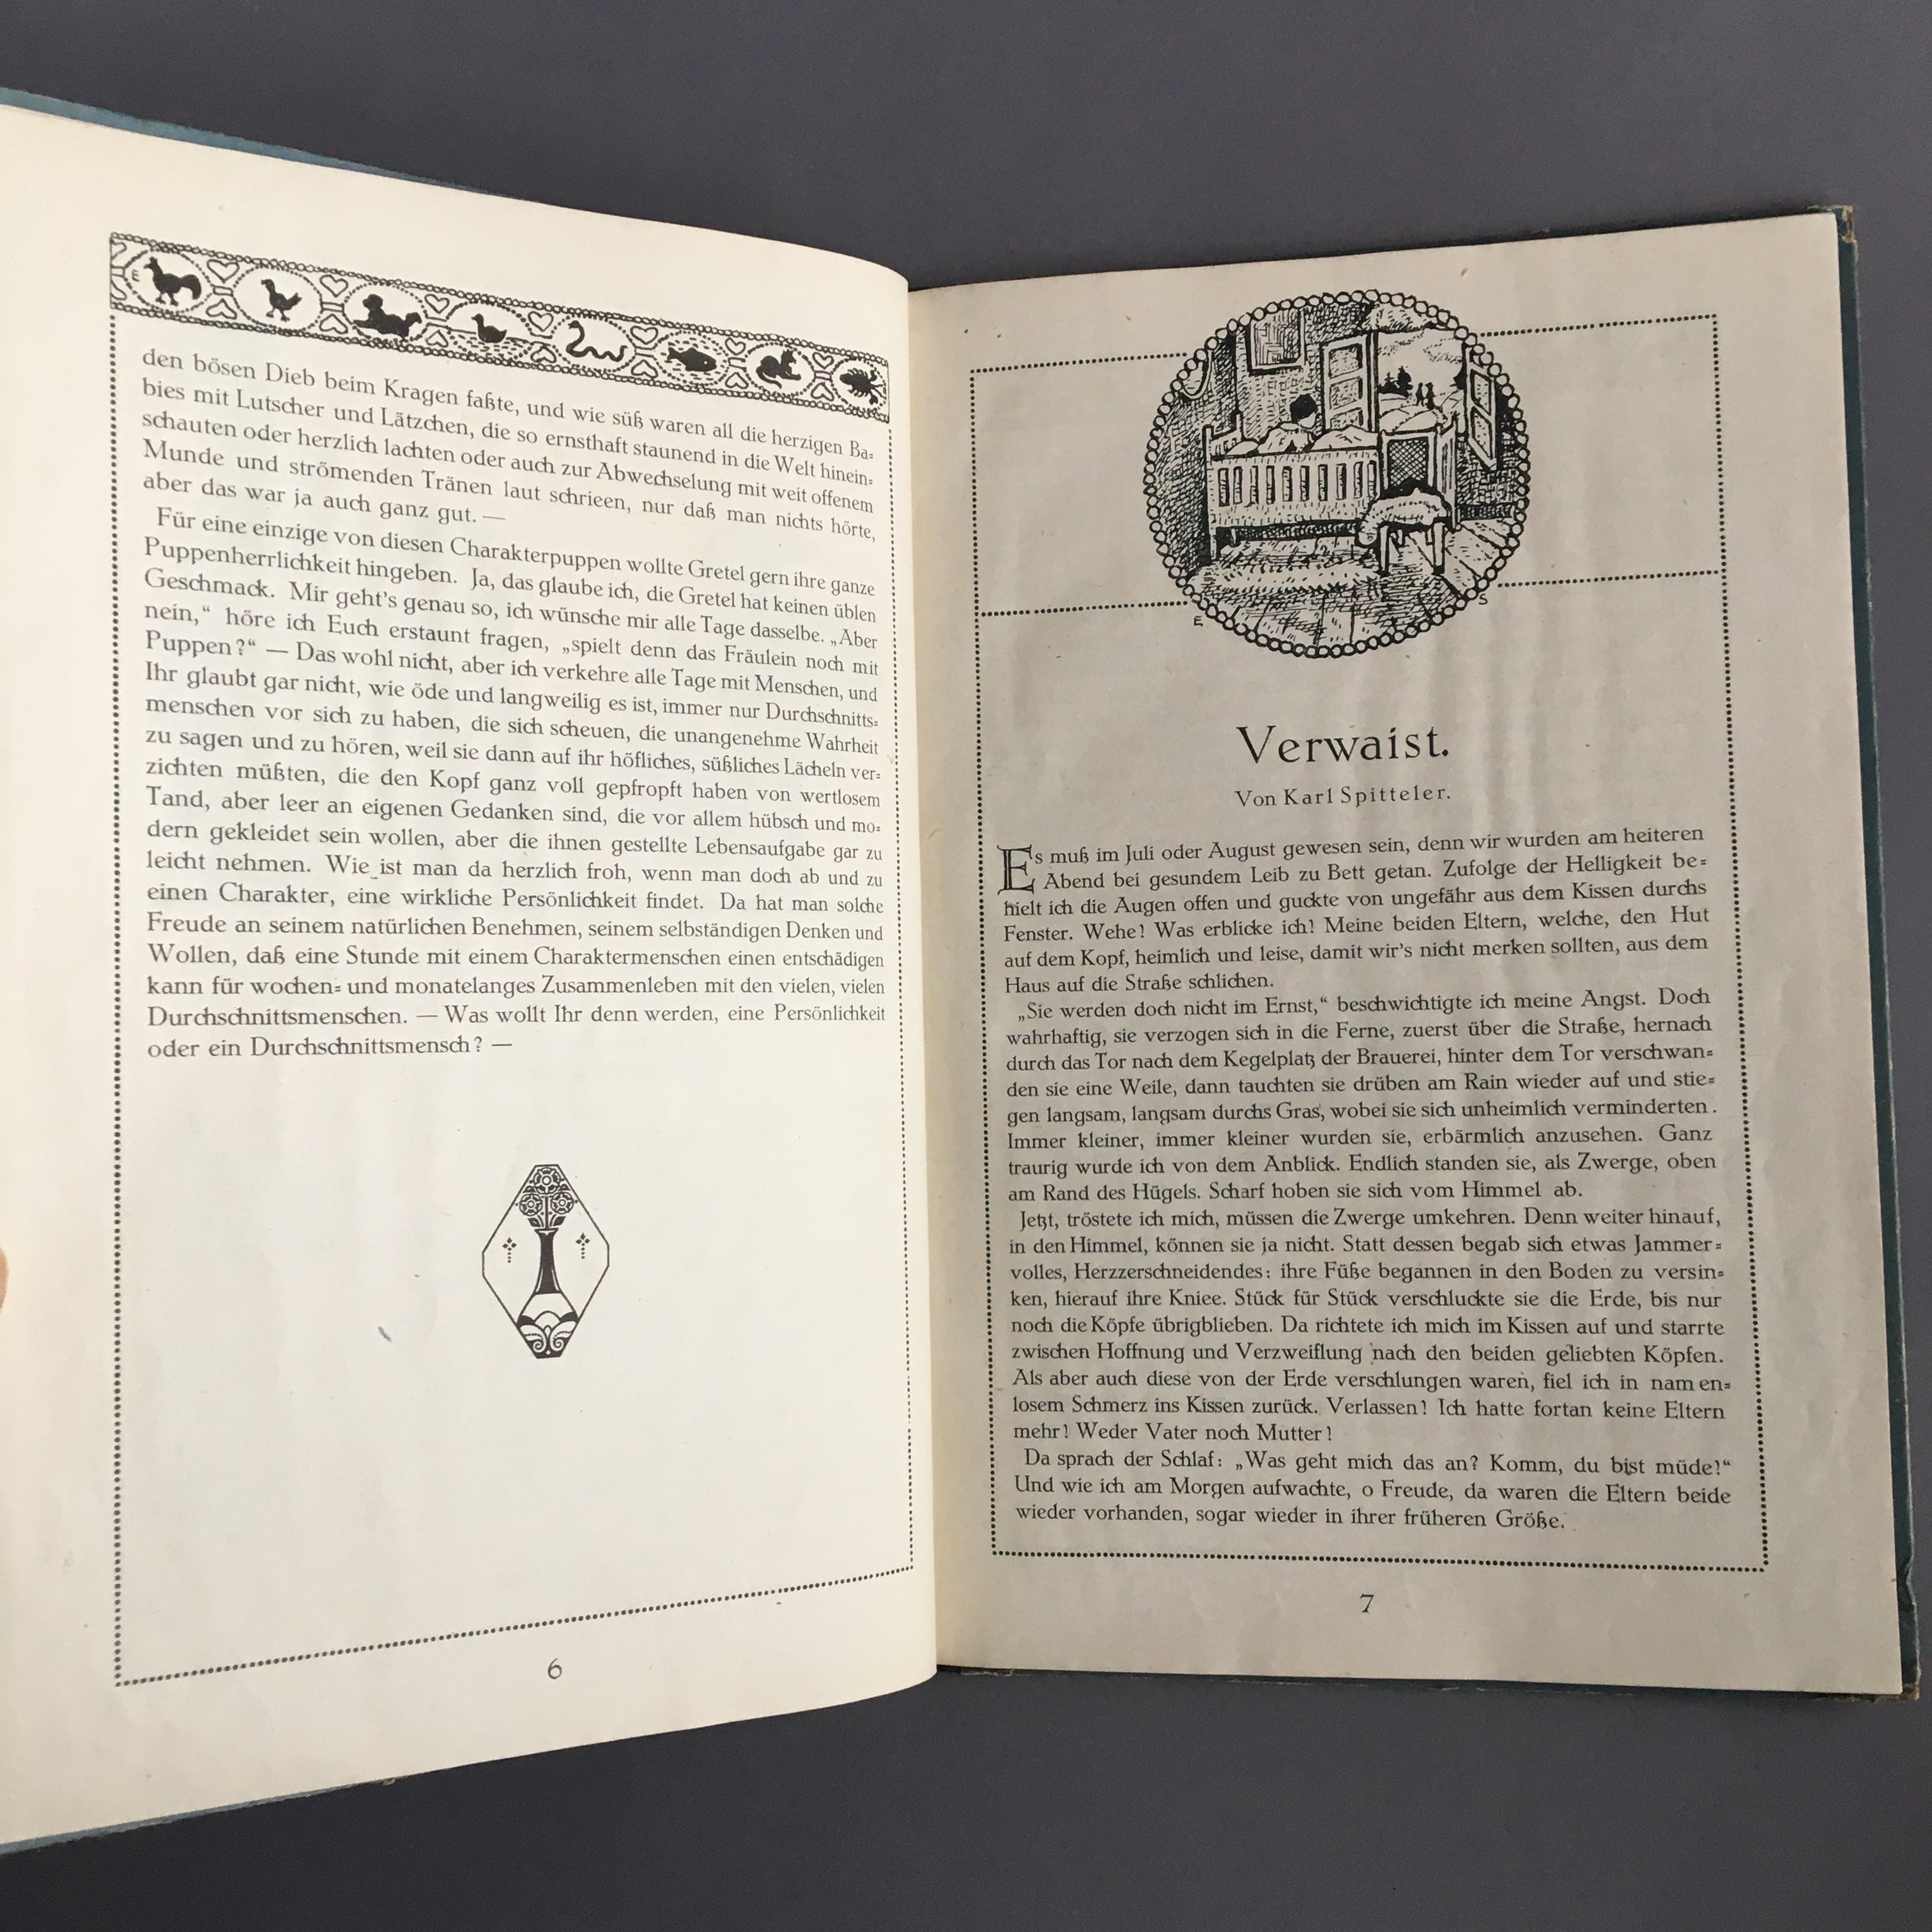 den bösen Dieb beim Kragen faßte, und wie süß waren all die herzigen Ba=
bies mit Lutscher und Lätzchen, die so ernsthaft staunend in die Welt hinein=
schauten oder herzlich lachten oder auch zur Abwechselung mit weit offenem
Munde und strömenden Tränen laut schrieen, nur daß man nichts hörte,
aber das war ja auch ganz gut. —
Für eine einzige von diesen Charakterpuppen wollte Gretel gern ihre ganze
Puppenherrlichkeit hingeben. Ja, das glaube ich, die Gretel hat keinen üblen
Geschmack. Mir geht's genau so, ich wünsche mir alle Tage dasselbe. „Aber
nein,“ höre ich Euch erstaunt fragen, „spielt denn das Fräulein noch mit
Puppen?“ — Das wohl nicht, aber ich verkehre alle Tage mit Menschen, und
Ihr glaubt gar nicht, wie öde und langweilig es ist, immer nur Durchschnitts=
menschen vor sich zu haben, die sich scheuen, die unangenehme Wahrheit
zu sagen und zu hören, weil sie dann auf ihr höfliches, süßliches Lächeln ver=
zichten müßten, die den Kopf ganz voll gepfropft haben von wertlosem
Tand, aber leer an eigenen Gedanken sind, die vor allem hübsch und mo=
dern gekleidet sein wollen, aber die ihnen gestellte Lebensaufgabe gar zu
leicht nehmen. Wie ist man da herzlich froh, wenn man doch ab und zu
einen Charakter, eine wirkliche Persönlichkeit findet. Da hat man solche
Freude an seinem natürlichen Benehmen, seinem selbständigen Denken und
Wollen, daß eine Stunde mit einem Charaktermenschen einen entschädigen
kann für wochen= und monatelanges Zusammenleben mit den vielen, vielen
Durchschnittsmenschen. — Was wollt Ihr denn werden, eine Persönlichkeit
oder ein Durchschnittsmensch? —
6
E S
Verwaist.
Von Karl Spitteler.
Es muß im Juli oder August gewesen sein, denn wir wurden am heiteren
Abend bei gesundem Leib zu Bett getan. Zufolge der Helligkeit be=
hielt ich die Augen offen und guckte von ungefähr aus dem Kissen durchs
Fenster. Wehe! Was erblicke ich! Meine beiden Eltern, welche, den Hut
auf dem Kopf, heimlich und leise, damit wir's nicht merken sollten, aus dem
Haus auf die Straße schlichen.
„Sie werden doch nicht im Ernst,“ beschwichtigte ich meine Angst. Doch
wahrhaftig, sie verzogen sich in die Ferne, zuerst über die Straße, hernach
durch das Tor nach dem Kegelplatz der Brauerei, hinter dem Tor verschwan=
den sie eine Weile, dann tauchten sie drüben am Rain wieder auf und stie=
gen langsam, langsam durchs Gras, wobei sie sich unheimlich verminderten.
Immer kleiner, immer kleiner wurden sie, erbärmlich anzusehen. Ganz
traurig wurde ich von dem Anblick. Endlich standen sie, als Zwerge, oben
am Rand des Hügels. Scharf hoben sie sich vom Himmel ab.
Jetzt, tröstete ich mich, müssen die Zwerge umkehren. Denn weiter hinauf,
in den Himmel, können sie ja nicht. Statt dessen begab sich etwas Jammer=
volles, Herzzerschneidendes: ihre Füße begannen in den Boden zu versin=
ken, hierauf ihre Kniee. Stück für Stück verschluckte sie die Erde, bis nur
noch die Köpfe übrigblieben. Da richtete ich mich im Kissen auf und starrte
zwischen Hoffnung und Verzweiflung nach den beiden geliebten Köpfen.
Als aber auch diese von der Erde verschlungen waren, fiel ich in namen=
losem Schmerz ins Kissen zurück. Verlassen! Ich hatte fortan keine Eltern
mehr! Weder Vater noch Mutter!
Da sprach der Schlaf: „Was geht mich das an? Komm, du bist müde!“
Und wie ich am Morgen aufwachte, o Freude, da waren die Eltern beide
wieder vorhanden, sogar wieder in ihrer früheren Größe.
7